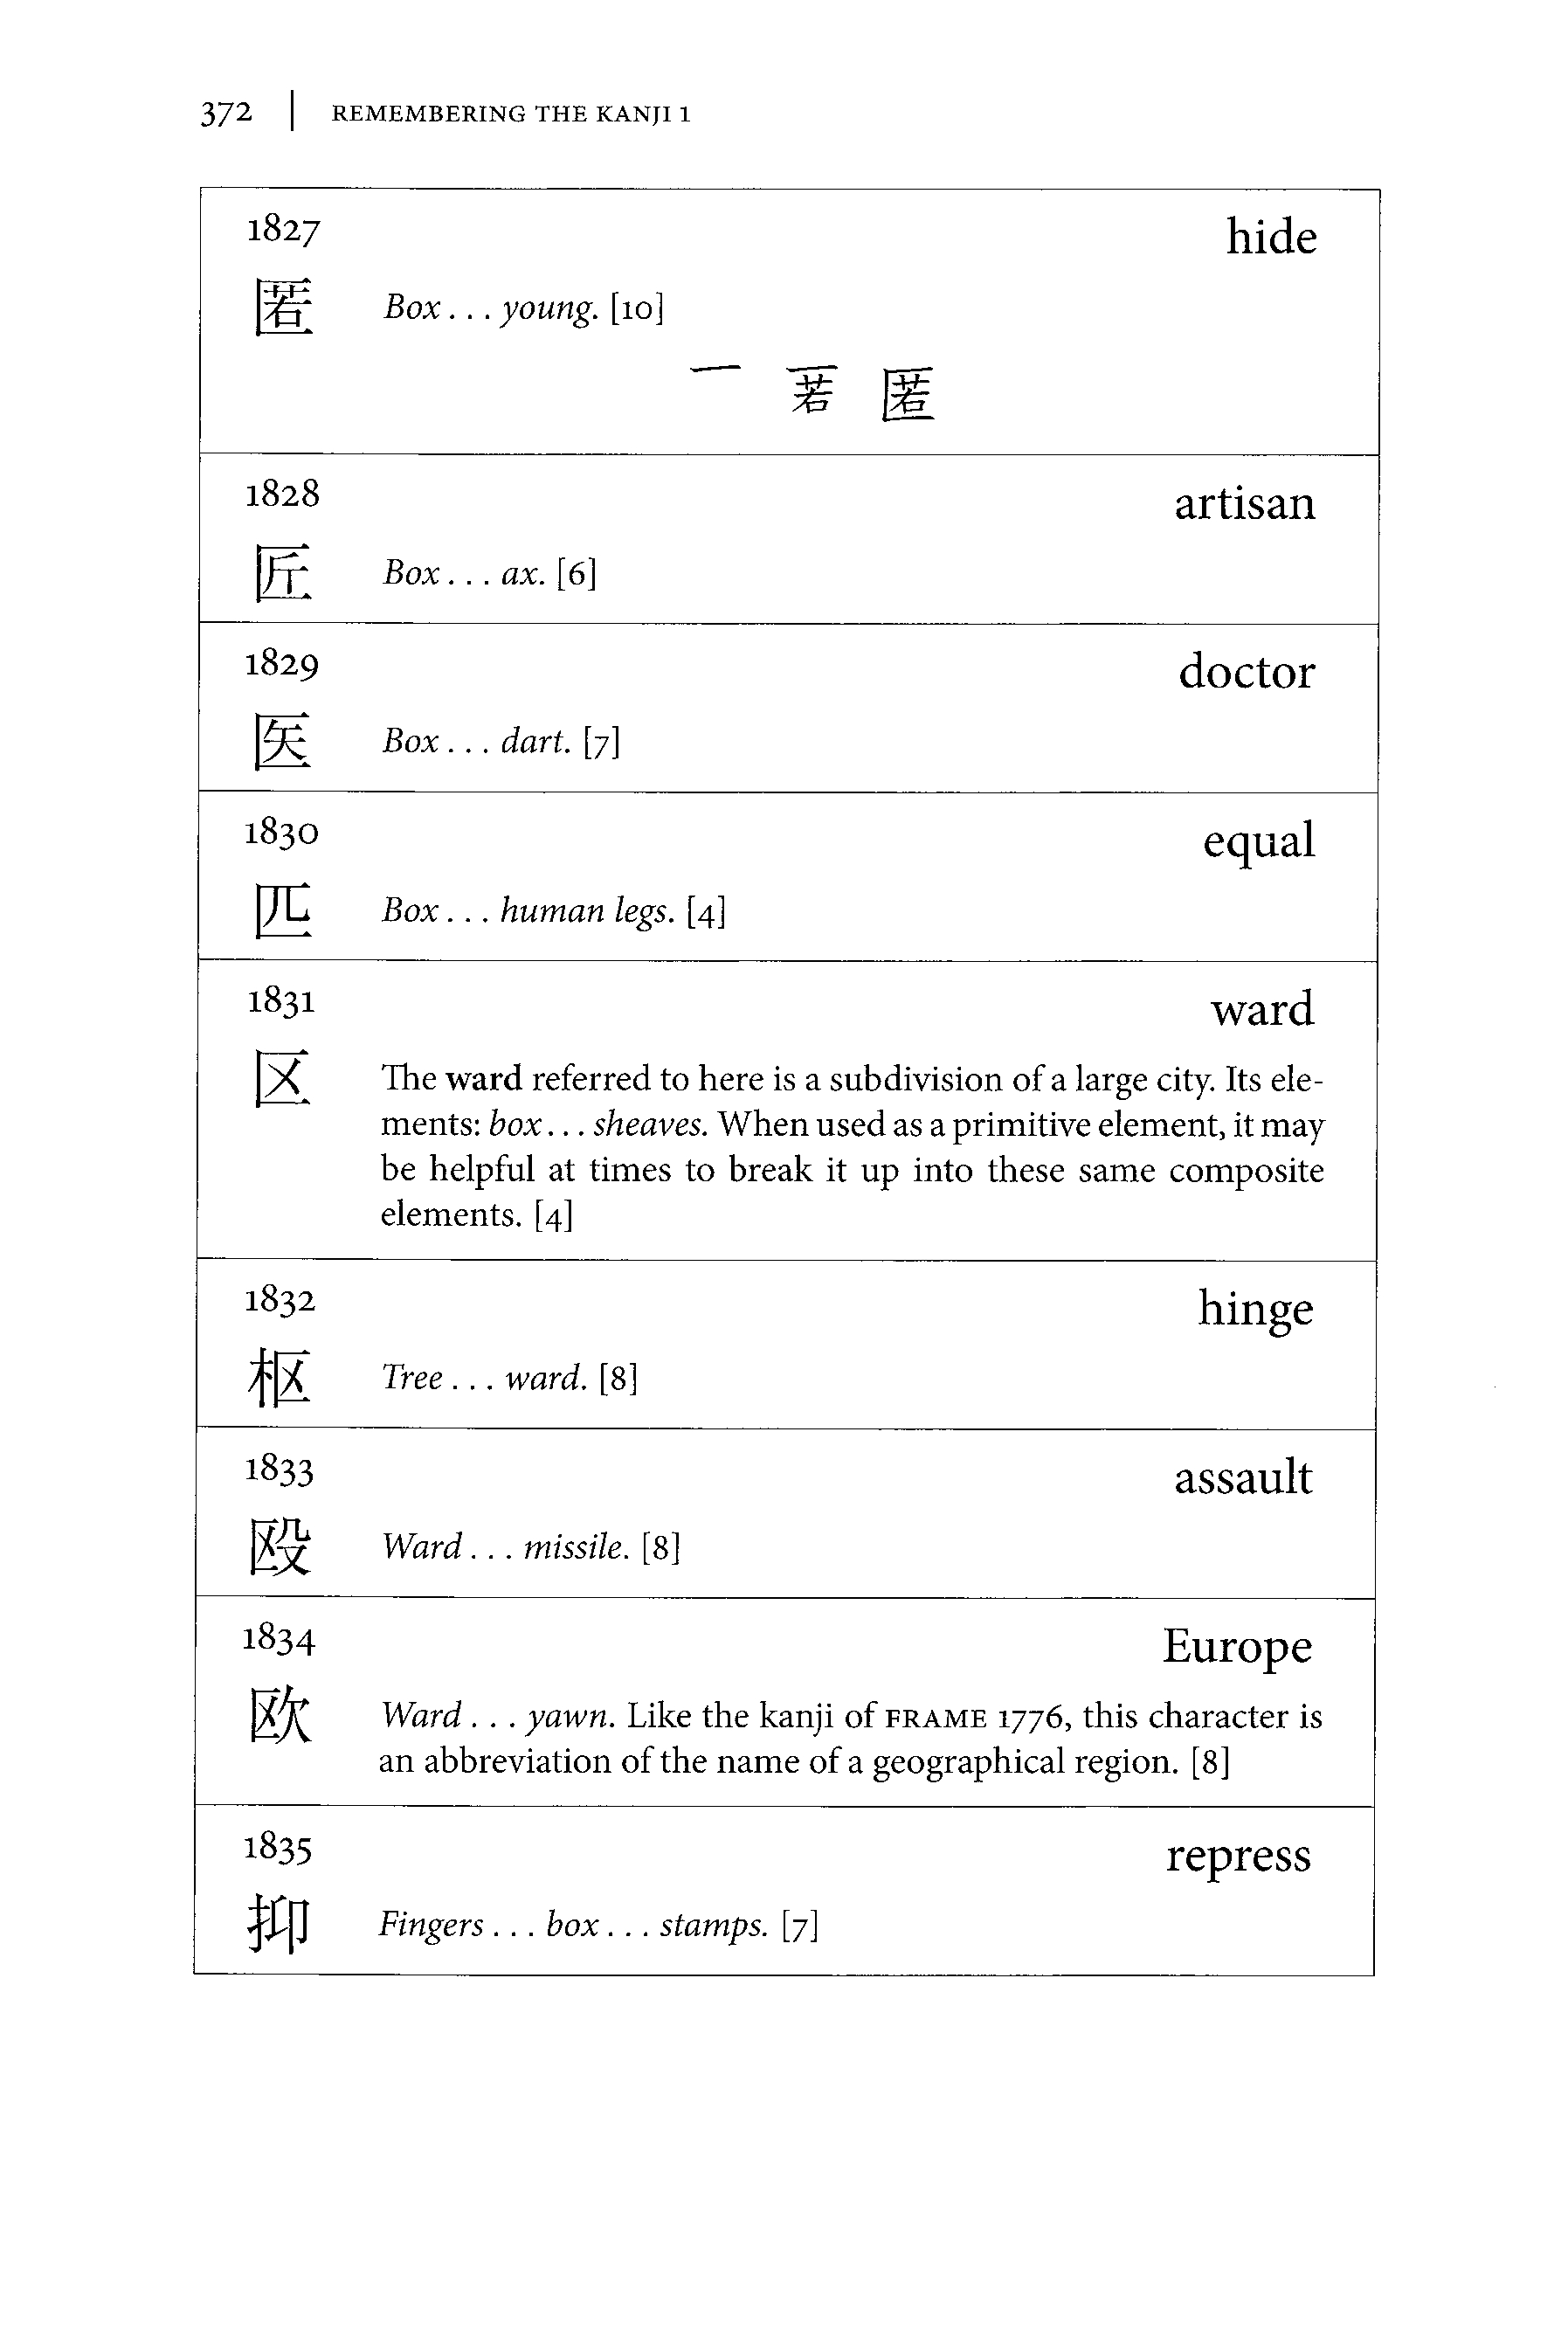 372 | REMEMBERING THE KANJI 1
1827 hide
匿 Box . . . young. [10]
一 若 匿
1828 artisan
匠 Box . . . ax. [6]
1829 doctor
医 Box . . . dart. [7]
1830 equal
匹 Box . . . human legs. [4]
1831 ward
区 The ward referred to here is a subdivision of a large city. Its ele-
ments: box . . . sheaves. When used as a primitive element, it may
be helpful at times to break it up into these same composite
elements. [4]
1832 hinge
枢 Tree . . . ward. [8]
1833 assault
殴 Ward . . . missile. [8]
1834 Europe
欧 Ward . . . yawn. Like the kanji of FRAME 1776, this character is
an abbreviation of the name of a geographical region. [8]
1835 repress
抑 Fingers . . . box . . . stamps. [7]